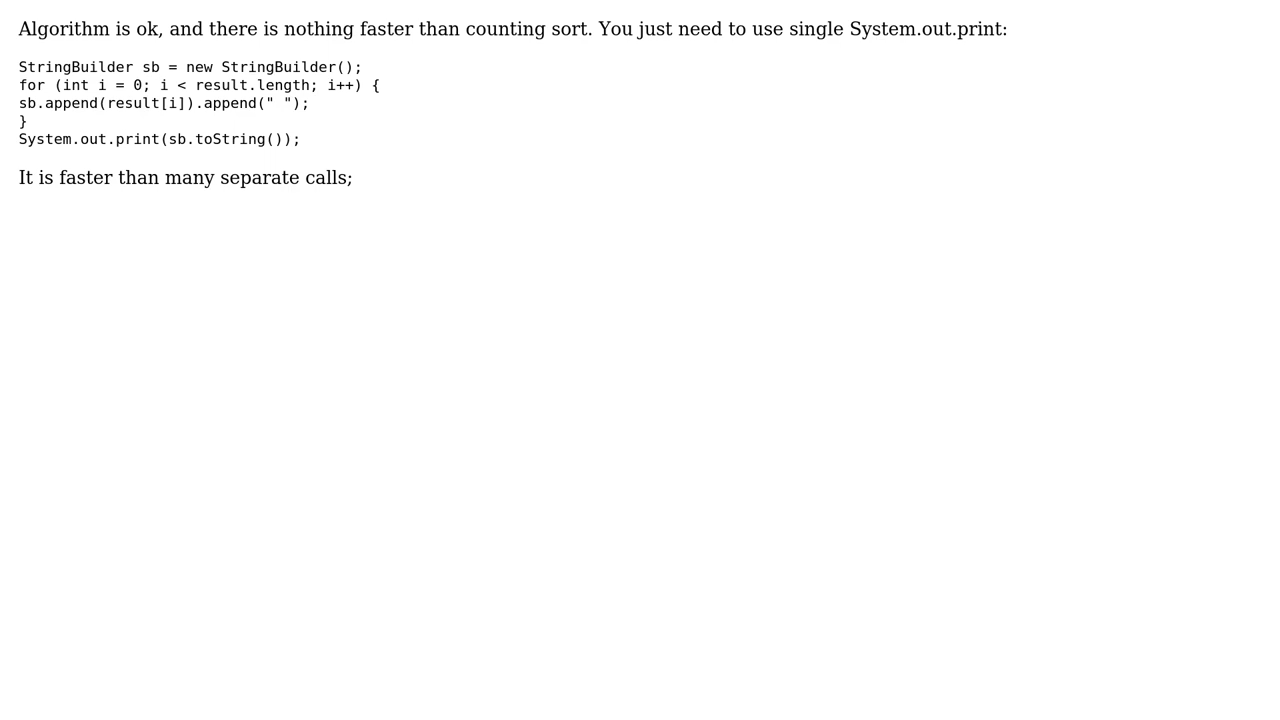 Algorithm is ok, and there is nothing faster than counting sort. You just need to use single System.out.print:
StringBuilder sb = new StringBuilder();
for (int i = 0; i < result.length; i++) {
sb.append(result[i]).append(" ");
}
System.out.print(sb.toString());
It is faster than many separate calls;